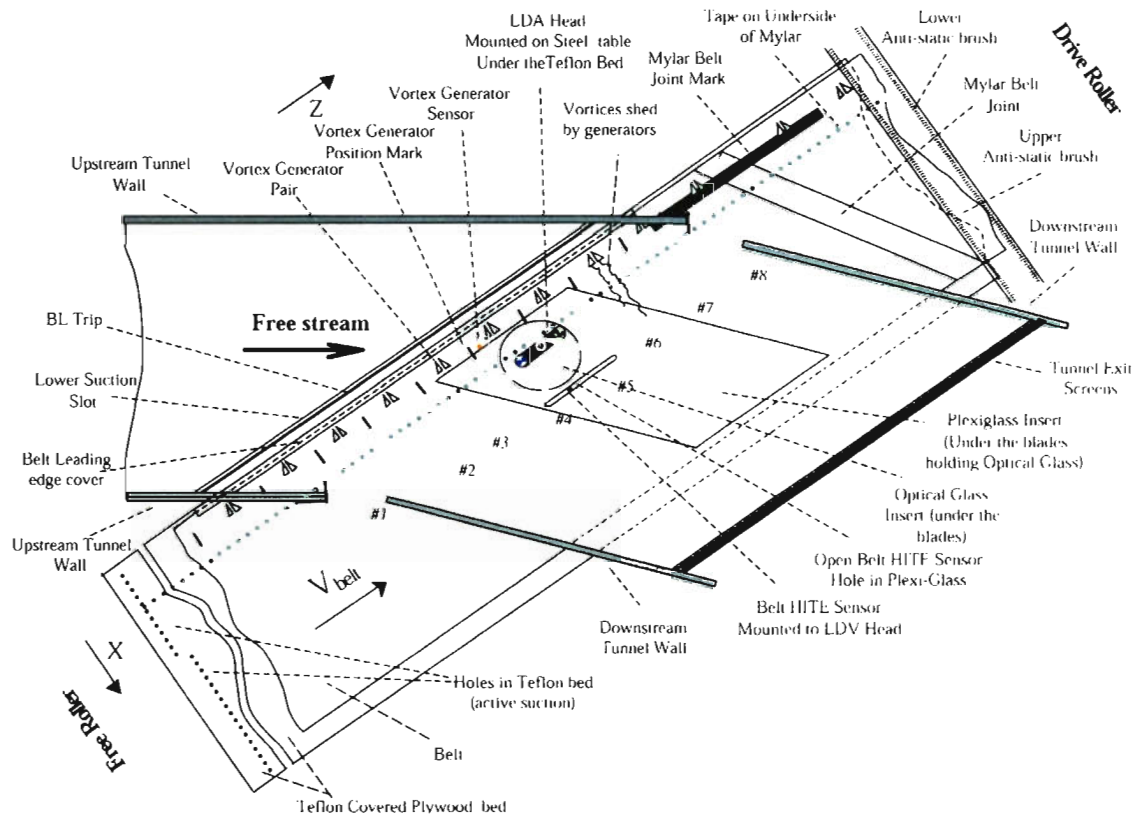 LDA Head
Mounted on Steel table
Under theTeflon Bed
Tape on Underside
of Mylar
Lower
Anti-static brush
Drive Roller
Mylar Belt
Joint Mark
Mylar Belt
Joint
Z
Vortex Generator
Sensor
Vortices shed
by generators
Vortex Generator
Position Mark
Upper
Anti-static brush
Upstream Tunnel
Wall
Vortex Generator
Pair
Downstream
Tunnel Wall
#8
#7
BL Trip
Free stream
#6
Lower Suction
Slot
#5
Tunnel Exit
Screens
#4
#3
Plexiglass Insert
(Under the blades
holding Optical Glass)
Belt Leading
edge cover
#2
Optical Glass
Insert (under the
blades)
#1
Upstream Tunnel
Wall
Open Belt HITE Sensor
Hole in Plexi-Glass
V belt
Belt HITE Sensor
Mounted to LDV Head
Downstream
Tunnel Wall
X
Holes in Teflon bed
(active suction)
Free Roller
Belt
Teflon Covered Plywood bed